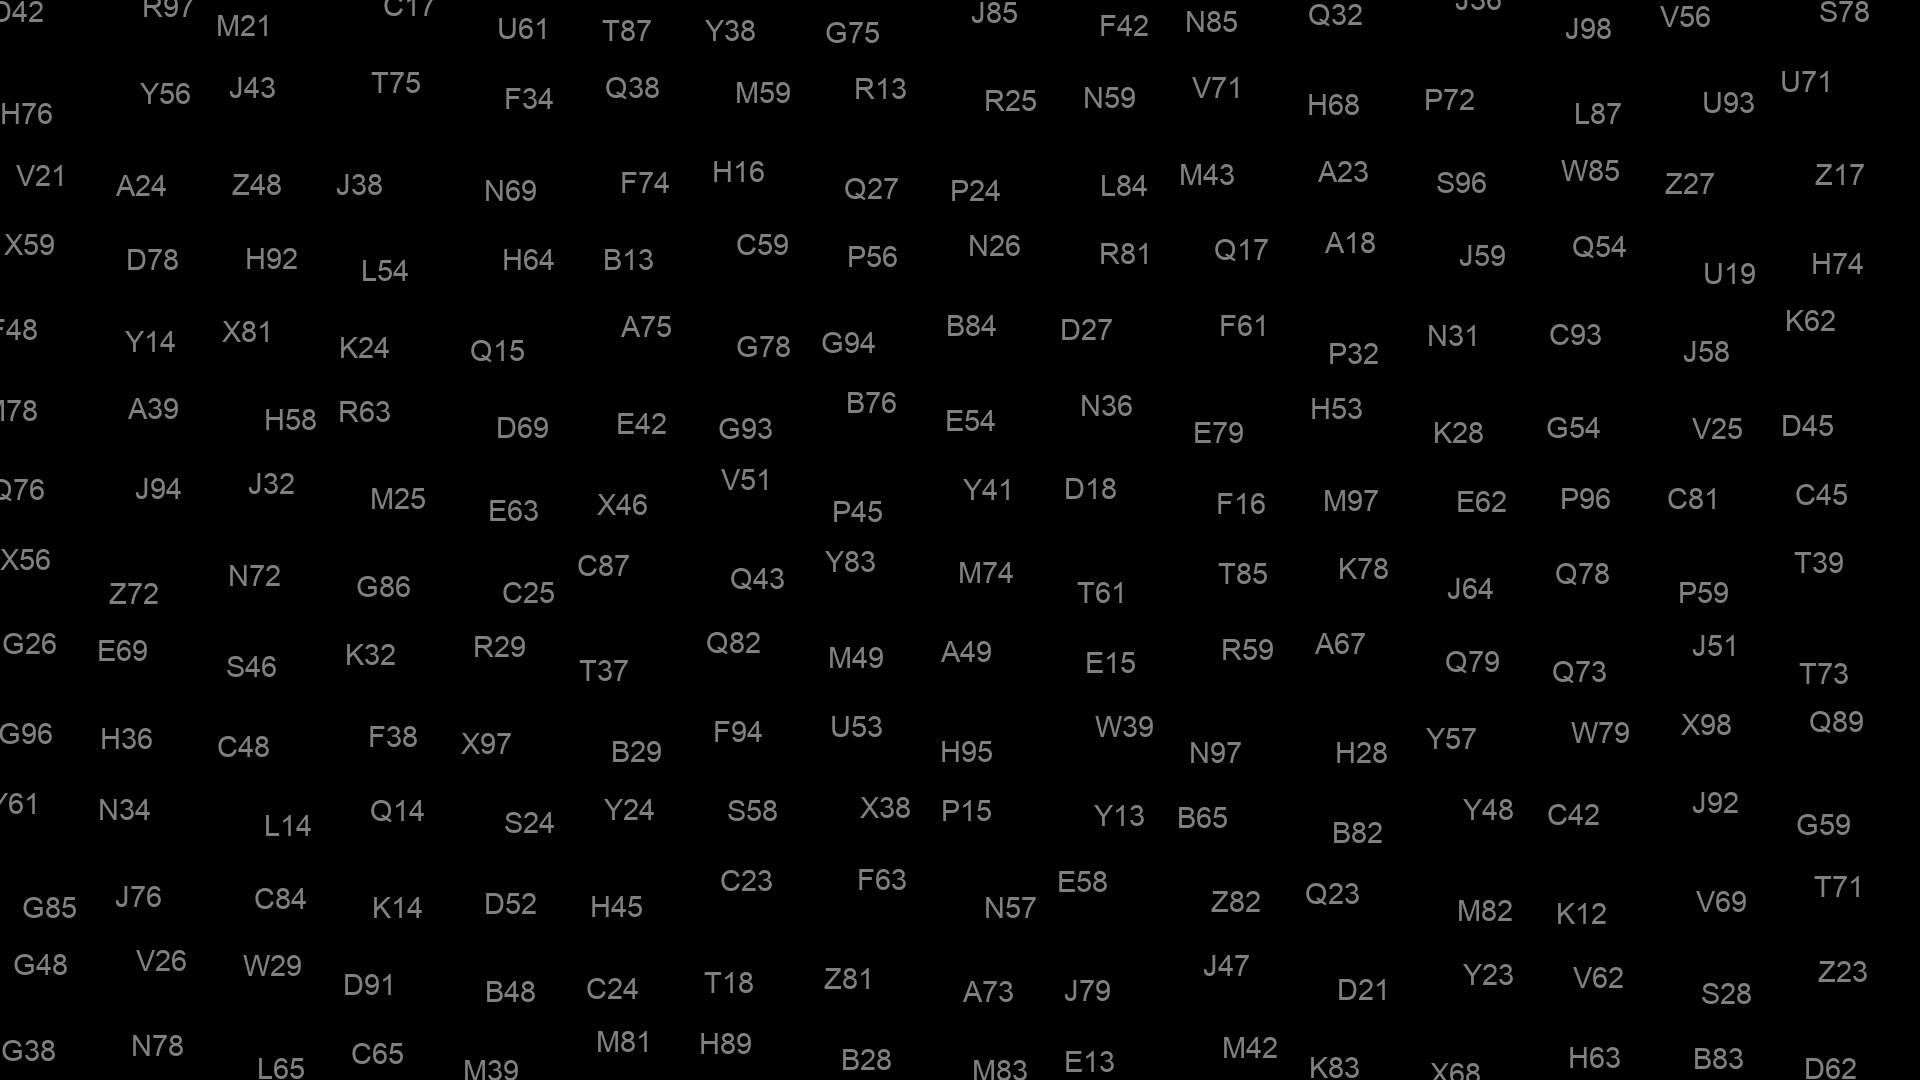 R97 M21 C17 U61 T87 Y38 G75 J85 F42 N85 Q32 J36 J98 V56 S78
H76 Y56 J43 T75 F34 Q38 M59 R13 R25 N59 V71 H68 P72 L87 U93 U71
V21 A24 Z48 J38 N69 F74 H16 Q27 P24 L84 M43 A23 S96 W85 Z27 Z17
X59 D78 H92 L54 H64 B13 C59 P56 N26 R81 Q17 A18 J59 Q54 U19 H74
F48 Y14 X81 K24 Q15 A75 G78 G94 B84 D27 F61 P32 N31 C93 J58 K62
A39 H58 R63 D69 E42 G93 B76 E54 N36 E79 H53 K28 G54 V25 D45
Q76 J94 J32 M25 E63 X46 V51 P45 Y41 D18 F16 M97 E62 P96 C81 C45
X56 Z72 N72 G86 C25 C87 Q43 Y83 M74 T61 T85 K78 J64 Q78 P59 T39
G26 E69 S46 K32 R29 T37 Q82 M49 A49 E15 R59 A67 Q79 Q73 J51 T73
G96 H36 C48 F38 X97 B29 F94 U53 H95 W39 N97 H28 Y57 W79 X98 Q89
N34 L14 Q14 S24 Y24 S58 X38 P15 Y13 B65 B82 Y48 C42 J92 G59
G85 J76 C84 K14 D52 H45 C23 F63 N57 E58 Z82 Q23 M82 K12 V69 T71
G48 V26 W29 D91 B48 C24 T18 Z81 A73 J79 J47 D21 Y23 V62 S28 Z23
G38 N78 L65 C65 M39 M81 H89 B28 M83 E13 M42 K83 X68 H63 B83 D62